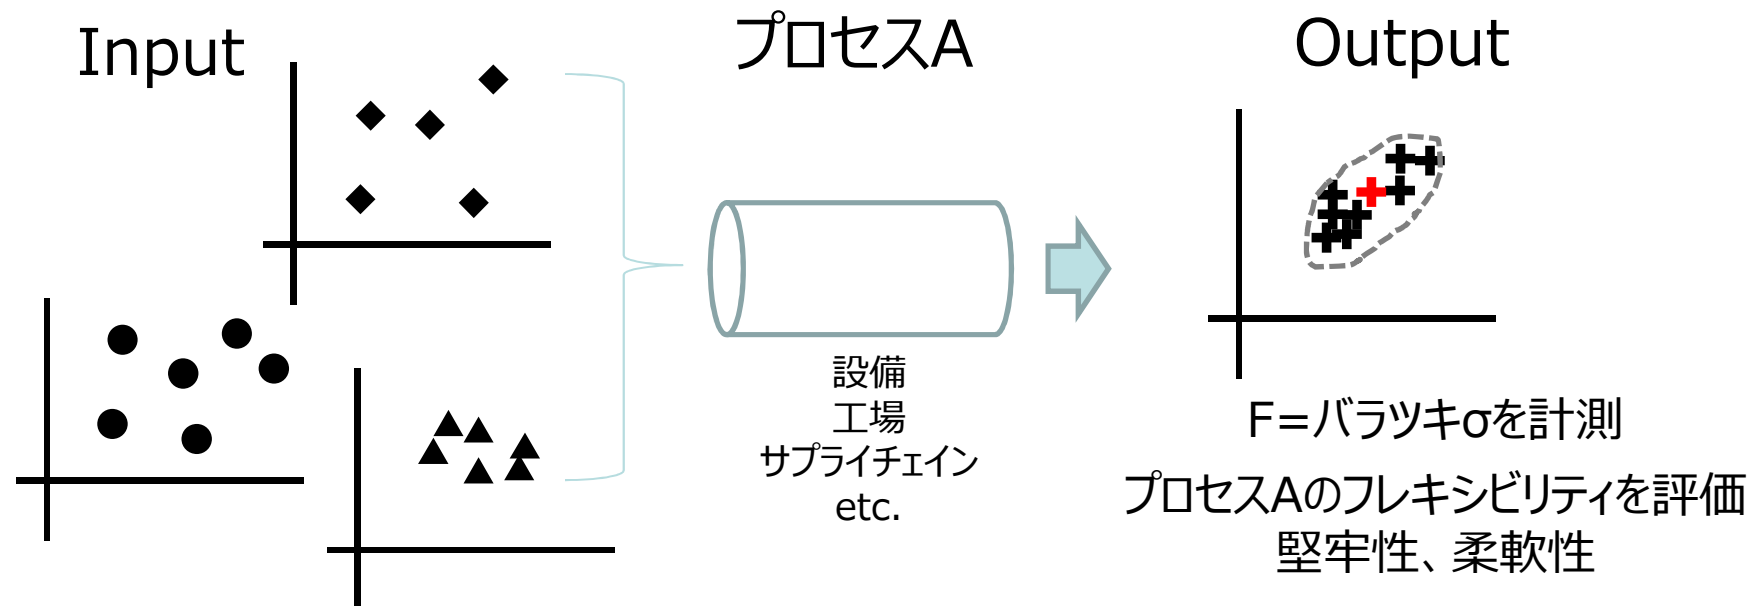 Input
プロセスA
Output
設備
工場
サプライチェイン
etc.
F=バラツキσを計測
プロセスAのフレキシビリティを評価
堅牢性、柔軟性